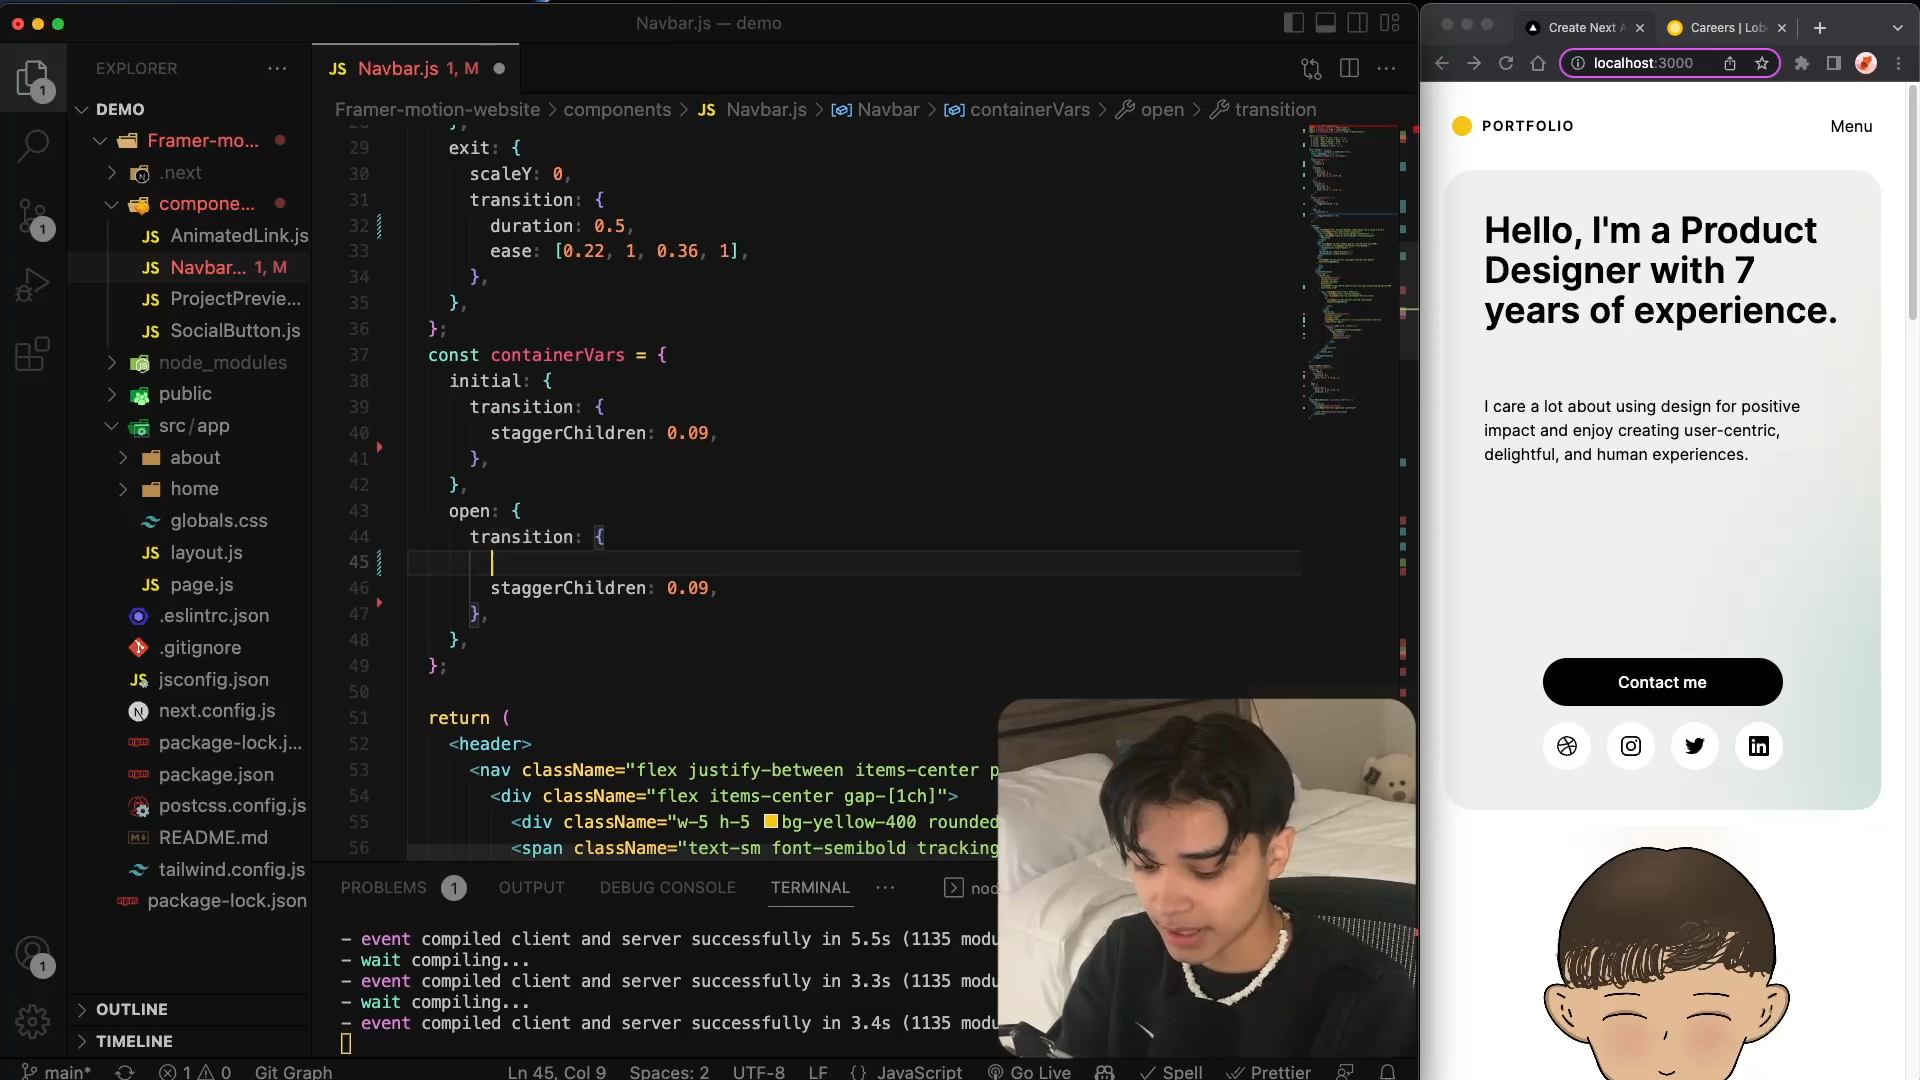 Navbar.js — demo
EXPLORER
DEMO
Framer-mo...
.next
compone...
JS AnimatedLink.js
JS Navbar... 1, M
JS ProjectPrevie...
JS SocialButton.js
node_modules
public
src/app
about
home
globals.css
JS layout.js
JS page.js
.eslintrc.json
.gitignore
JS jsconfig.json
N next.config.js
package-lock.j...
package.json
postcss.config.js
README.md
tailwind.config.js
package-lock.json
OUTLINE
TIMELINE
1
1
1
JS Navbar.js 1, M
Framer-motion-website > components > JS Navbar.js > Navbar > containerVars > open > transition
29 exit: {
30 scaleY: 0,
31 transition: {
32 duration: 0.5,
33 ease: [0.22, 1, 0.36, 1],
34 },
35 },
36 };
37 const containerVars = {
38 initial: {
39 transition: {
40 staggerChildren: 0.09,
41 },
42 },
43 open: {
44 transition: {
45
46 staggerChildren: 0.09,
47 },
48 },
49 };
50
51 return (
52 <header>
53 <nav className="flex justify-between items-center p
54 <div className="flex items-center gap-[1ch]">
55 <div className="w-5 h-5 bg-yellow-400 rounded
56 <span className="text-sm font-semibold tracking
PROBLEMS 1 OUTPUT DEBUG CONSOLE TERMINAL ...
- event compiled client and server successfully in 5.5s (1135 modu
- wait compiling...
- event compiled client and server successfully in 3.3s (1135 modu
- wait compiling...
- event compiled client and server successfully in 3.4s (1135 modu
main* 1 0 Git Graph Ln 45, Col 9 Spaces: 2 UTF-8 LF {} JavaScript Go Live Spell Prettier
Create Next A
Careers | Lob
localhost:3000
PORTFOLIO
Menu
Hello, I'm a Product
Designer with 7
years of experience.
I care a lot about using design for positive
impact and enjoy creating user-centric,
delightful, and human experiences.
Contact me